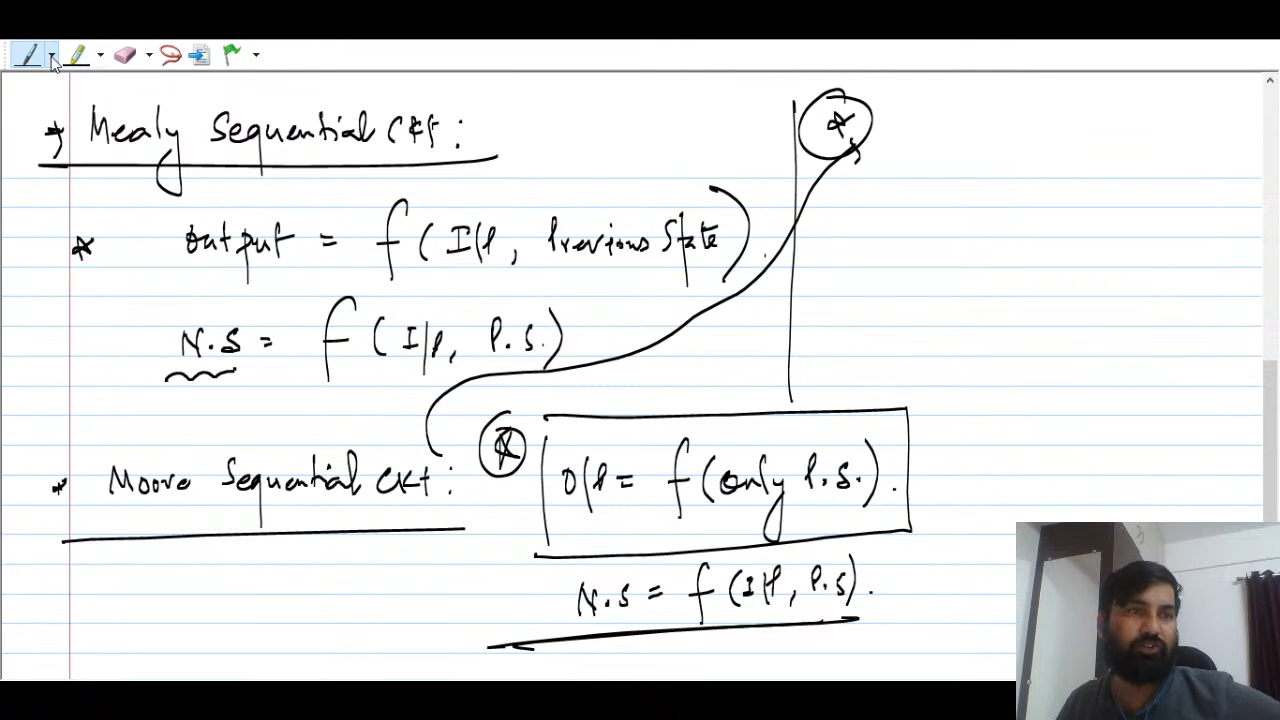 → Mealy Sequential CKt :
* Output = f ( I/P , Previous State ) .
N.S = f ( I/P, P.S. )
* Moore Sequential CKt :
O/P = f (only P.S.) .
N.S = f (I/P, P.S) .